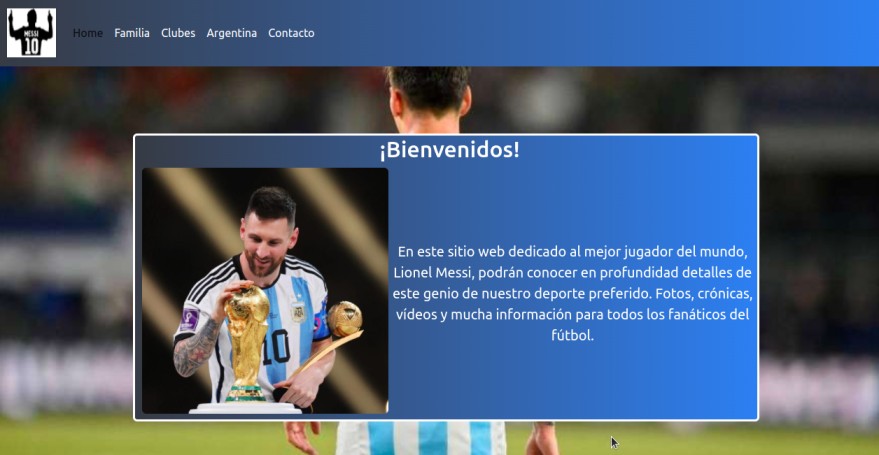 MESSI
10
Home Familia Clubes Argentina Contacto
¡Bienvenidos!
En este sitio web dedicado al mejor jugador del mundo,
Lionel Messi, podrán conocer en profundidad detalles de
este genio de nuestro deporte preferido. Fotos, crónicas,
vídeos y mucha información para todos los fanáticos del
fútbol.
10